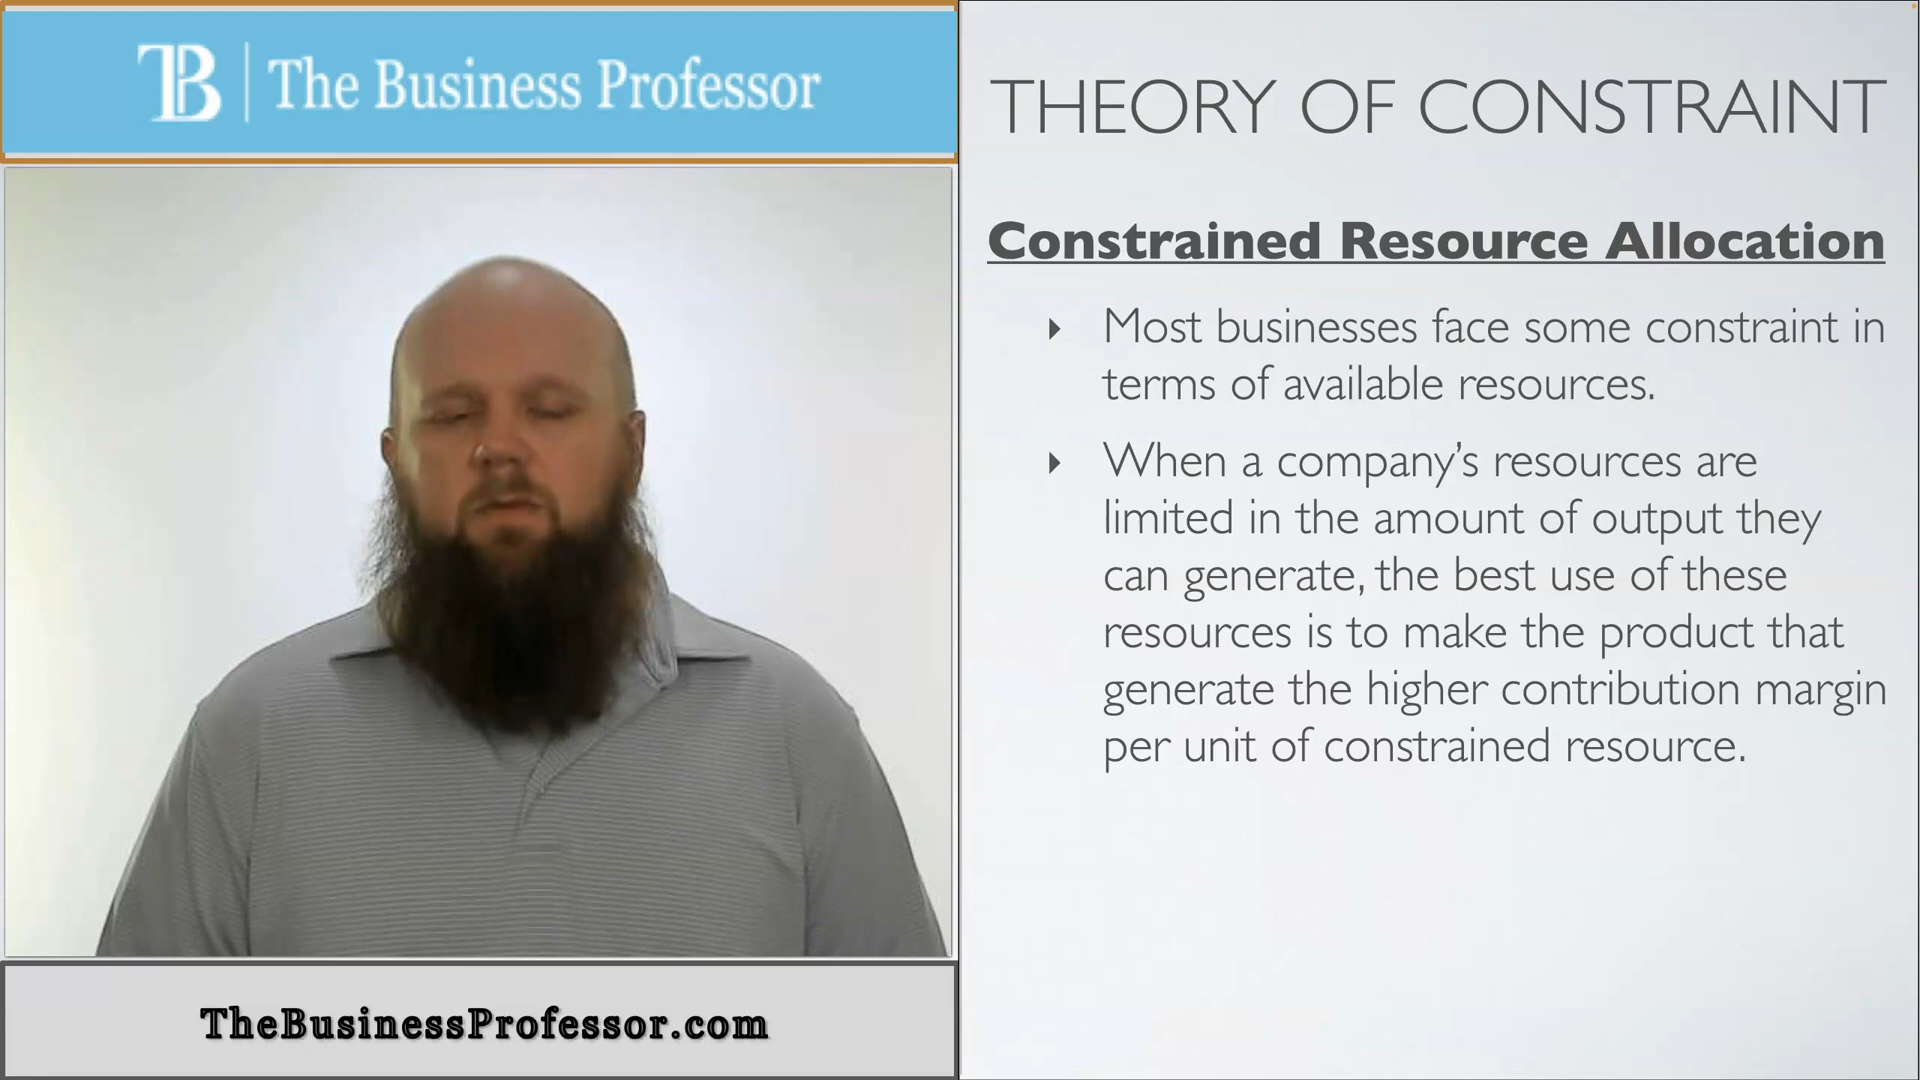 TB
The Business Professor
TheBusinessProfessor.com
THEORY OF CONSTRAINT
Constrained Resource Allocation
Most businesses face some constraint in
terms of available resources.
When a company’s resources are
limited in the amount of output they
can generate, the best use of these
resources is to make the product that
generate the higher contribution margin
per unit of constrained resource.